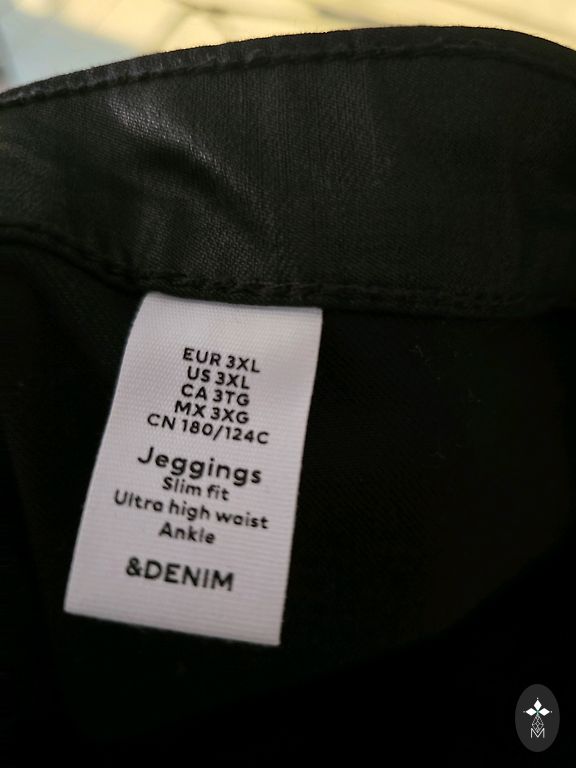 EUR 3XL
US 3XL
CA 3TG
MX 3XG
CN 180/124C
Jeggings
Slim fit
Ultra high waist
Ankle
&DENIM
M